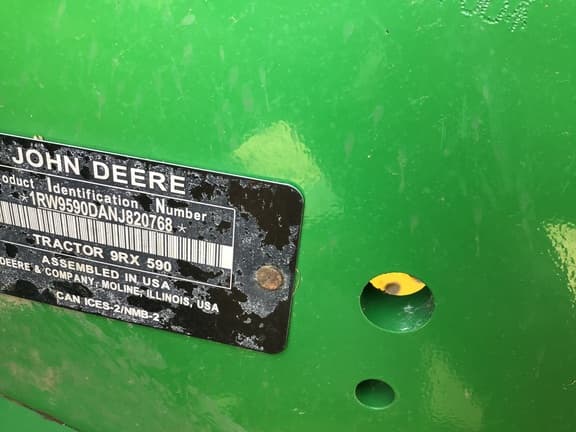 JOHN DEERE
oduct Identification Number
*1RW9590DANJ820768*
TRACTOR 9RX 590
ASSEMBLED IN USA
DEERE & COMPANY, MOLINE, ILLINOIS, USA
CAN ICES-2/NMB-2